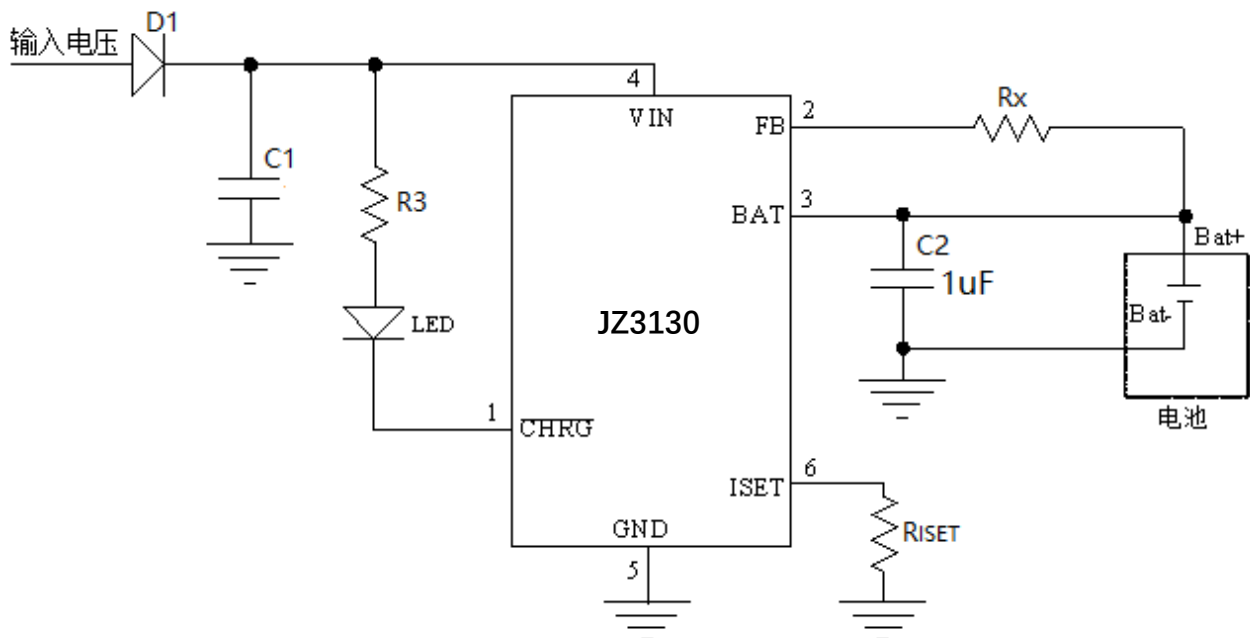 D1
输入电压
4
VIN
2
FB
Rx
C1
R3
BAT
3
C2
1uF
Bat+
Bat-
LED
JZ3130
电池
1
CHRG
ISET
6
GND
5
RISET